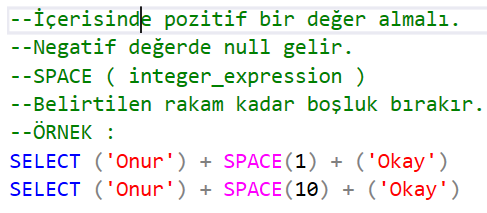 --İçerisinde pozitif bir değer almalı.
--Negatif değerde null gelir.
--SPACE ( integer_expression )
--Belirtilen rakam kadar boşluk bırakır.
--ÖRNEK :
SELECT ('Onur') + SPACE(1) + ('Okay')
SELECT ('Onur') + SPACE(10) + ('Okay')